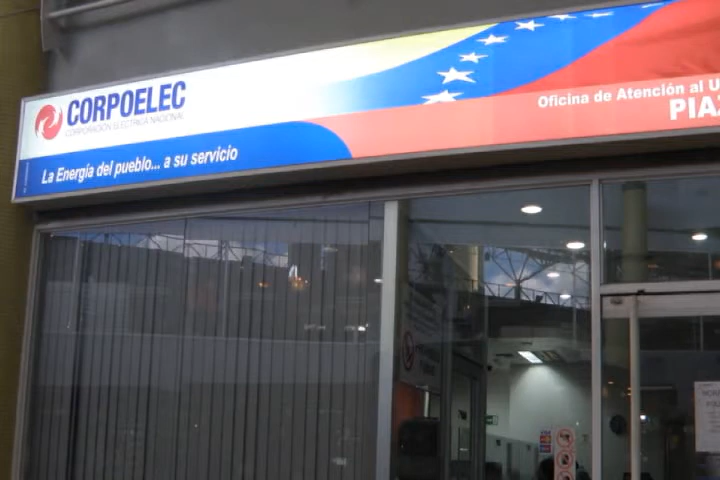 CORPOELEC
CORPORACIÓN ELÉCTRICA NACIONAL
La Energía del pueblo... a su servicio
Oficina de Atención al U
PIAZ